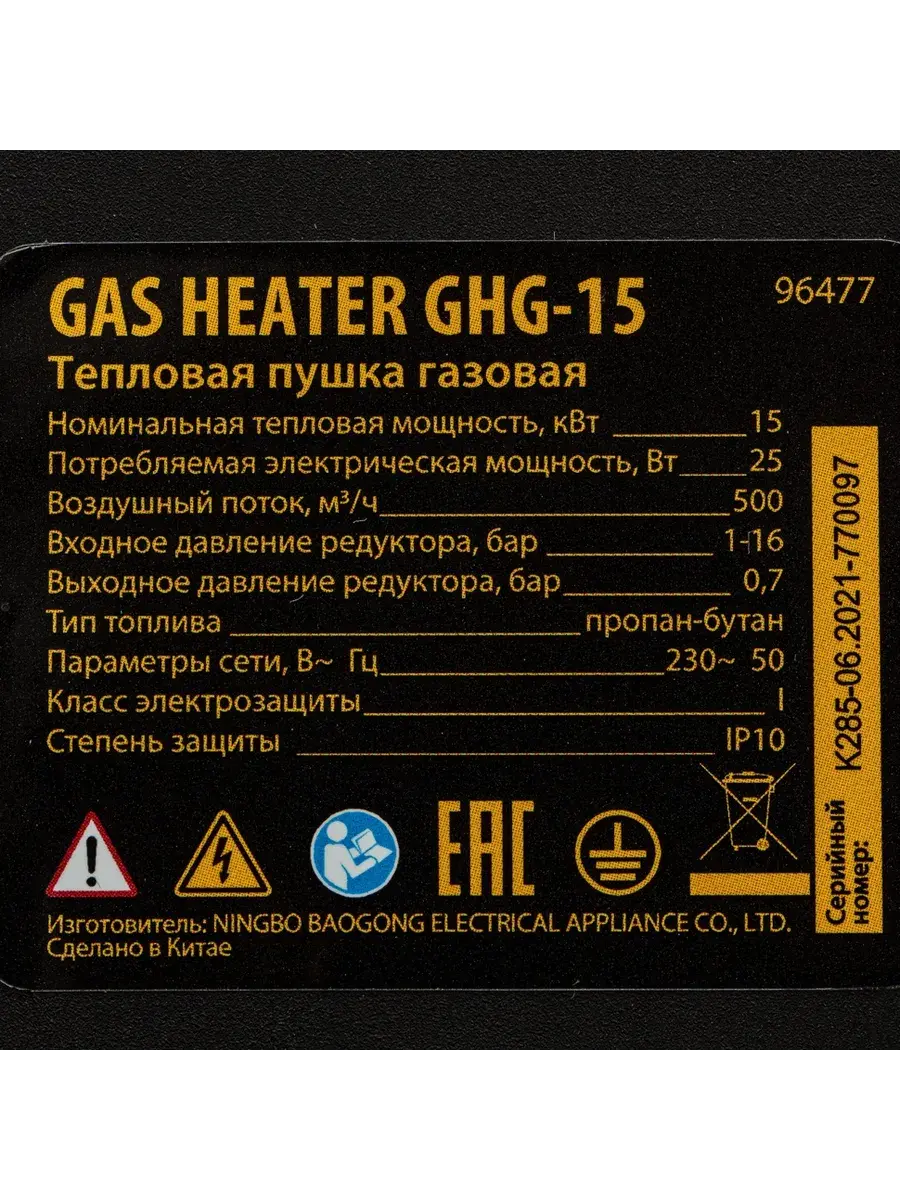 GAS HEATER GHG-15
96477
Тепловая пушка газовая
Номинальная тепловая мощность, кВт 15
Потребляемая электрическая мощность, Вт 25
Воздушный поток, м³/ч 500
Входное давление редуктора, бар 1-16
Выходное давление редуктора, бар 0,7
Тип топлива пропан-бутан
Параметры сети, В~ Гц 230~ 50
Класс электрозащиты I
Степень защиты IP10
EAC
Изготовитель: NINGBO BAOGONG ELECTRICAL APPLIANCE CO., LTD.
Сделано в Китае
Серийный
номер:
K285-06.2021-770097